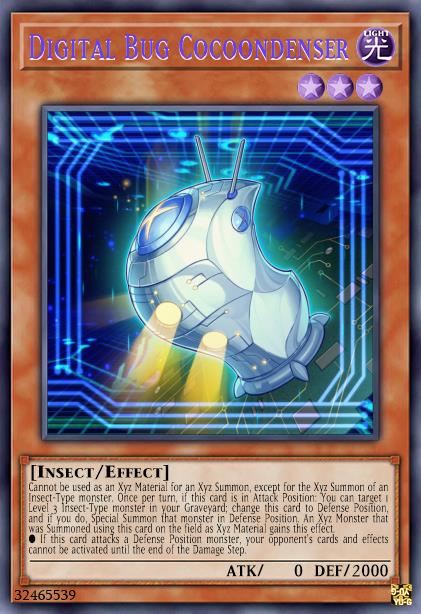 DIGITAL BUG COCOONDENSER
LIGHT
光
[INSECT/EFFECT]
Cannot be used as an Xyz Material for an Xyz Summon, except for the Xyz Summon of an
Insect-Type monster. Once per turn, if this card is in Attack Position: You can target 1
Level 3 Insect-Type monster in your Graveyard; change this card to Defense Position,
and if you do, Special Summon that monster in Defense Position. An Xyz Monster that
was Summoned using this card on the field as Xyz Material gains this effect.
● If this card attacks a Defense Position monster, your opponent's cards and effects
cannot be activated until the end of the Damage Step.
ATK/ 0 DEF/2000
32465539